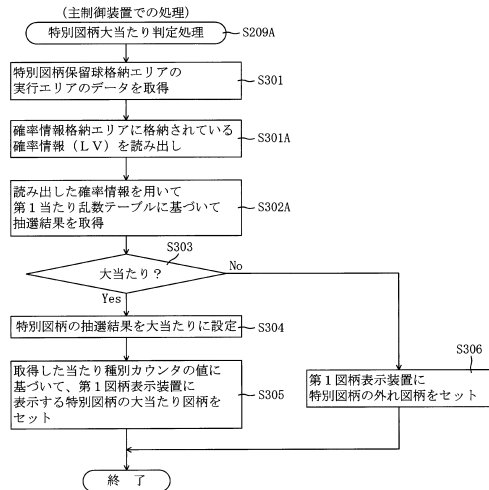 （主制御装置での処理）
特別図柄大当たり判定処理
S209A
特別図柄保留球格納エリアの
実行エリアのデータを取得
S301
確率情報格納エリアに格納されている
確率情報（ＬＶ）を読み出し
S301A
読み出した確率情報を用いて
第１当たり乱数テーブルに基づいて
抽選結果を取得
S302A
S303
大当たり？
No
Yes
特別図柄の抽選結果を大当たりに設定
S304
取得した当たり種別カウンタの値に
基づいて、第１図柄表示装置に
表示する特別図柄の大当たり図柄を
セット
S305
S306
第１図柄表示装置に
特別図柄の外れ図柄をセット
終 了